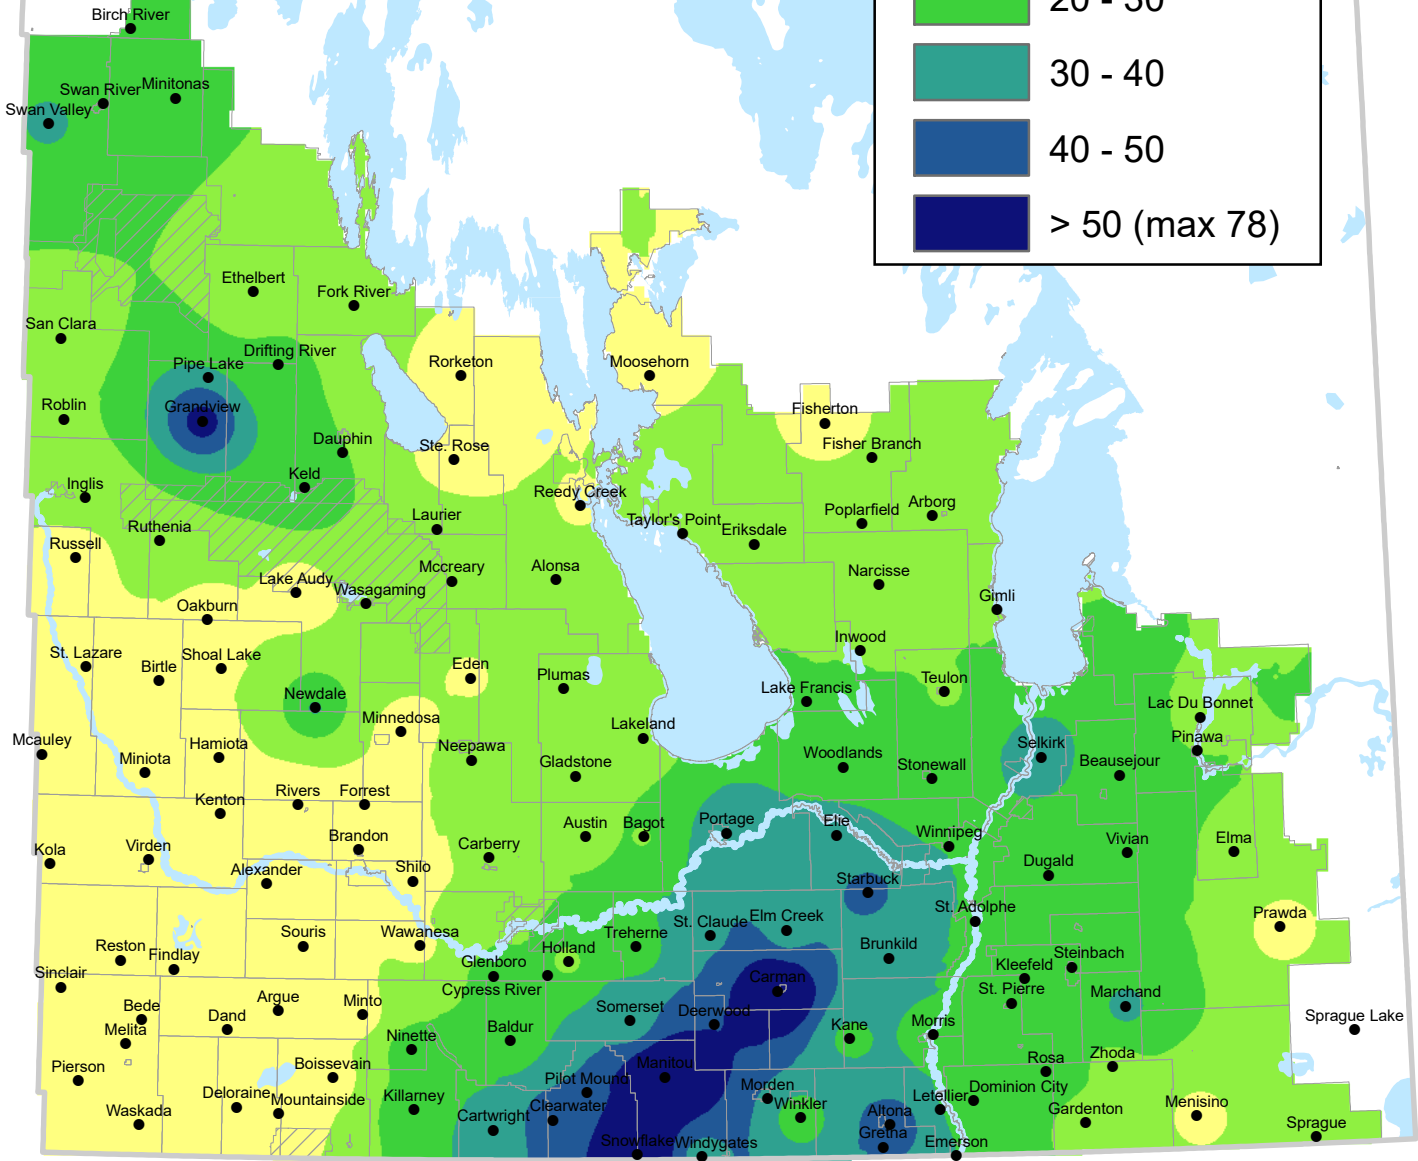 20 - 30
30 - 40
40 - 50
> 50 (max 78)
Birch River
Swan River
Minitonas
Swan Valley
Ethelbert
Fork River
San Clara
Drifting River
Pipe Lake
Rorketon
Moosehorn
Roblin
Grandview
Fisherton
Dauphin
Ste. Rose
Fisher Branch
Keld
Inglis
Reedy Creek
Laurier
Taylor's Point
Eriksdale
Poplarfield
Arborg
Ruthenia
Russell
Mccreary
Alonsa
Narcisse
Lake Audy
Wasagaming
Gimli
Oakburn
Inwood
St. Lazare
Birtle
Shoal Lake
Eden
Plumas
Teulon
Newdale
Lake Francis
Lac Du Bonnet
Minnedosa
Lakeland
Pinawa
Mcauley
Hamiota
Neepawa
Selkirk
Miniota
Gladstone
Woodlands
Stonewall
Beausejour
Kenton
Rivers
Forrest
Austin
Bagot
Portage
Elie
Winnipeg
Brandon
Carberry
Vivian
Elma
Kola
Virden
Alexander
Shilo
Dugald
Starbuck
St. Adolphe
Prawda
Souris
Wawanesa
Treherne
St. Claude
Elm Creek
Reston
Findlay
Holland
Brunkild
Steinbach
Glenboro
Kleefeld
Sinclair
Cypress River
Carman
St. Pierre
Marchand
Bede
Argue
Minto
Somerset
Deerwood
Sprague Lake
Dand
Melita
Ninette
Baldur
Kane
Morris
Pierson
Boissevain
Manitou
Rosa
Zhoda
Pilot Mound
Deloraine
Mountainside
Killarney
Clearwater
Morden
Winkler
Letellier
Dominion City
Waskada
Cartwright
Altona
Gardenton
Menisino
Gretna
Snowflake
Windygates
Emerson
Sprague